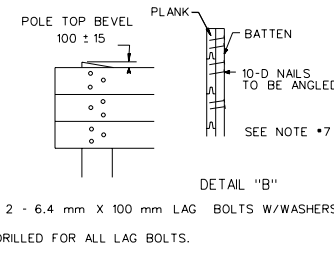 POLE TOP BEVEL
100 ± 15
PLANK
BATTEN
10-D NAILS
TO BE ANGLED
SEE NOTE *7
DETAIL "B"
2 - 6.4 mm X 100 mm LAG BOLTS W/WASHERS
DRILLED FOR ALL LAG BOLTS.